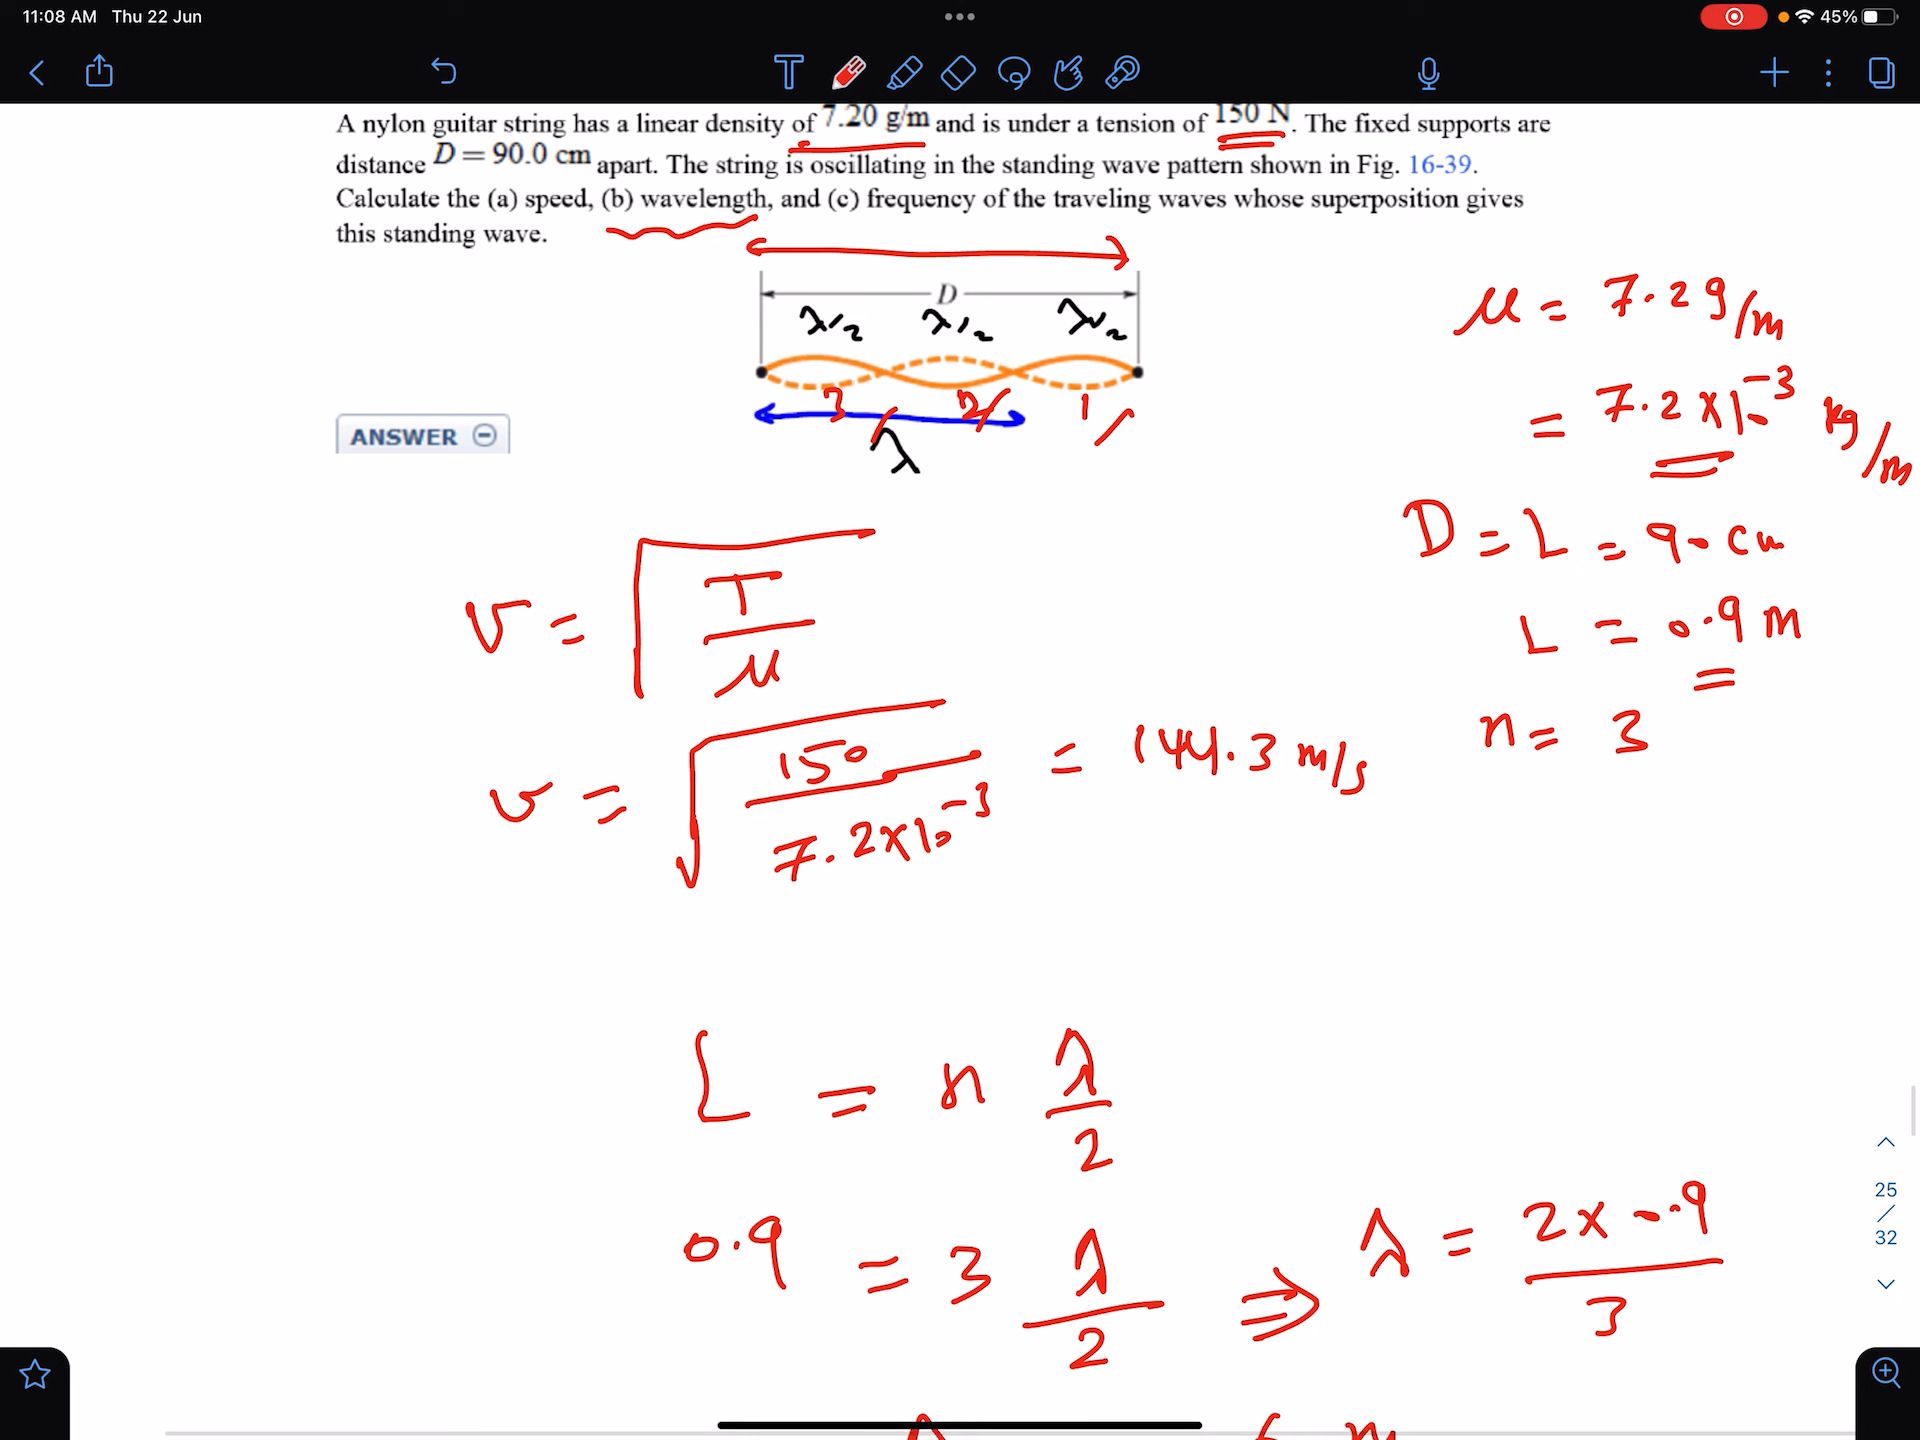 11:08 AM Thu 22 Jun
45%
A nylon guitar string has a linear density of 7.20 g/m and is under a tension of 150 N. The fixed supports are
distance D = 90.0 cm apart. The string is oscillating in the standing wave pattern shown in Fig. 16-39.
Calculate the (a) speed, (b) wavelength, and (c) frequency of the traveling waves whose superposition gives
this standing wave.
D
λ/2 λ/2 λ/2
3 2 1
λ
ANSWER
μ = 7.2 g/m
= 7.2 x 10⁻³ kg/m
D = L = 90 cm
L = 0.9 m
n = 3
v = √(T/μ)
v = √(150/7.2x10⁻³) = 144.3 m/s
L = n λ/2
0.9 = 3 λ/2 ⇒ λ = 2 x 0.9/3
25
/
32